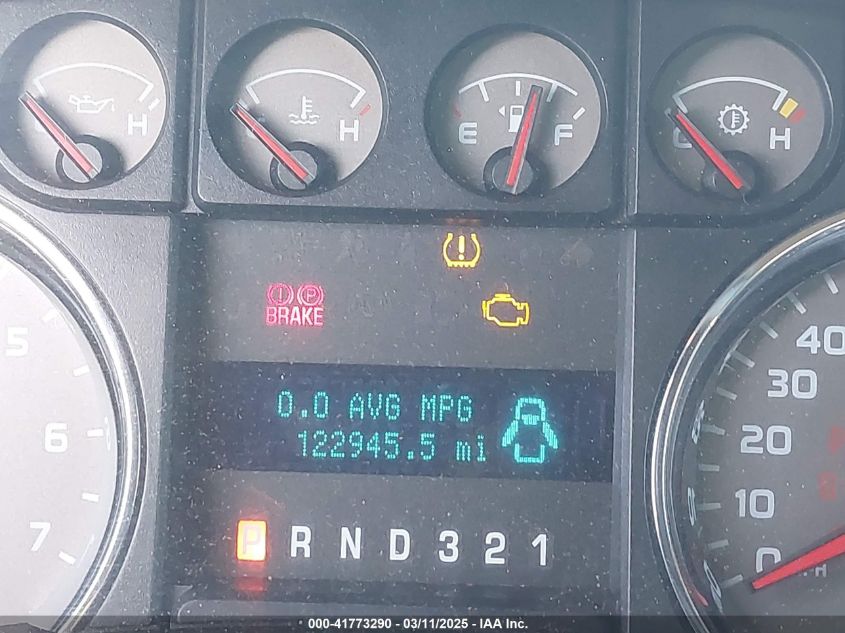 H
H
E F
C H
BRAKE
0.0 AVG MPG
122945.5 mi
P R N D 3 2 1
5
6
7
40
30
20
10
0
000-41773290 - 03/11/2025 - IAA Inc.